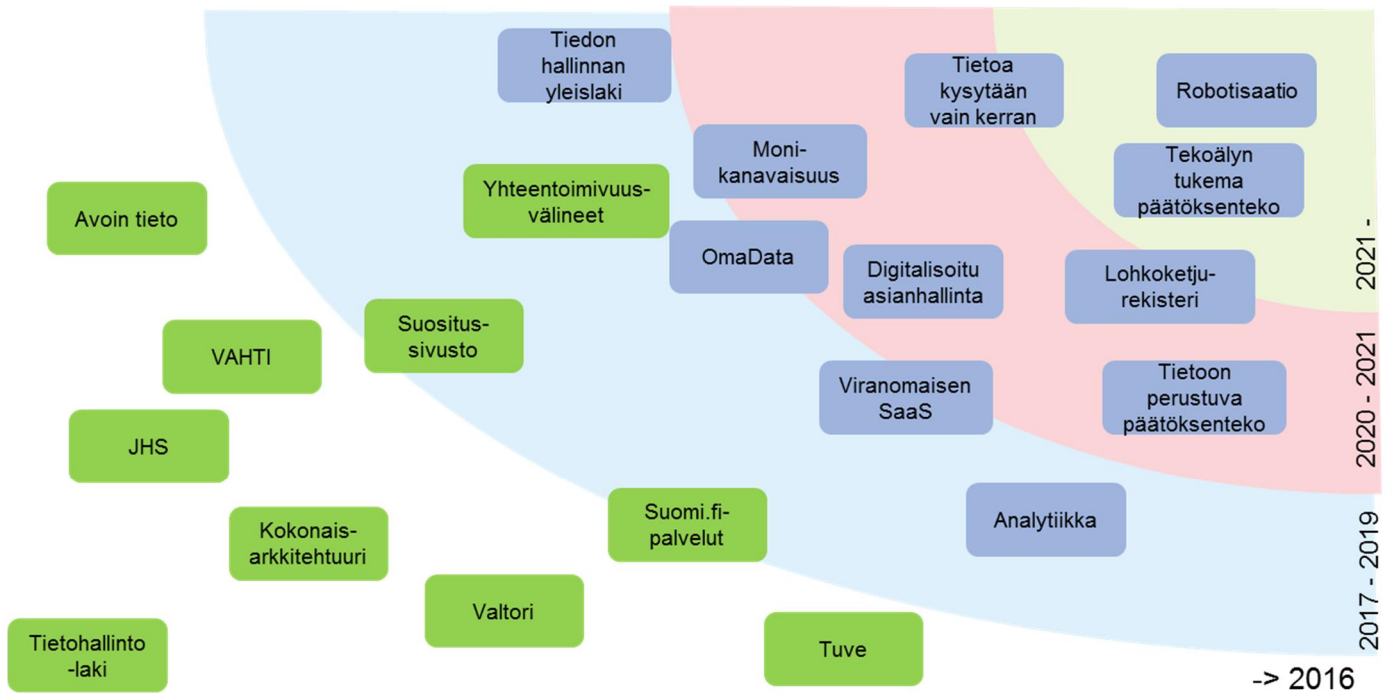 Tiedon
hallinnan
yleislaki
Tietoa
kysytään
vain kerran
Robotisaatio
Moni-
kanavaisuus
Tekoälyn
tukema
päätöksenteko
Avoin tieto
Yhteentoimivuus-
välineet
OmaData
Digitalisoitu
asianhallinta
Lohkoketju-
rekisteri
2021 -
VAHTI
Suositus-
sivusto
Viranomaisen
SaaS
Tietoon
perustuva
päätöksenteko
2020 - 2021
JHS
Kokonais-
arkkitehtuuri
Suomi.fi-
palvelut
Analytiikka
2017 - 2019
Valtori
Tietohallinto
-laki
Tuve
-> 2016